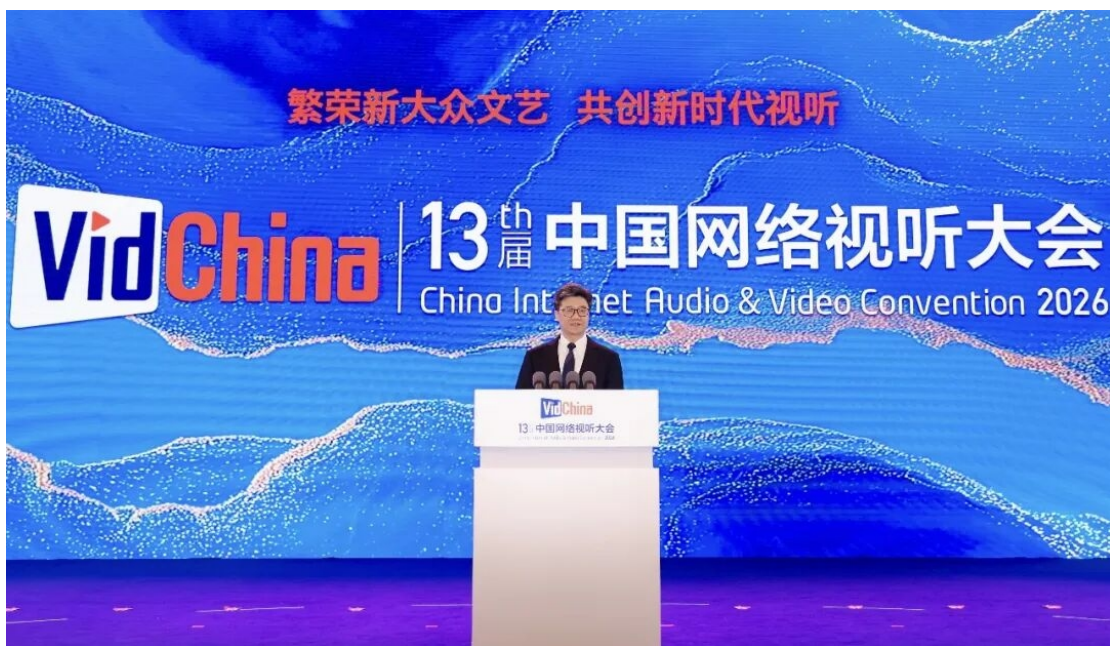 繁荣新大众文艺 共创新时代视听
VidChina
13th届 中国网络视听大会
China Internet Audio & Video Convention 2026
VidChina
13届 中国网络视听大会